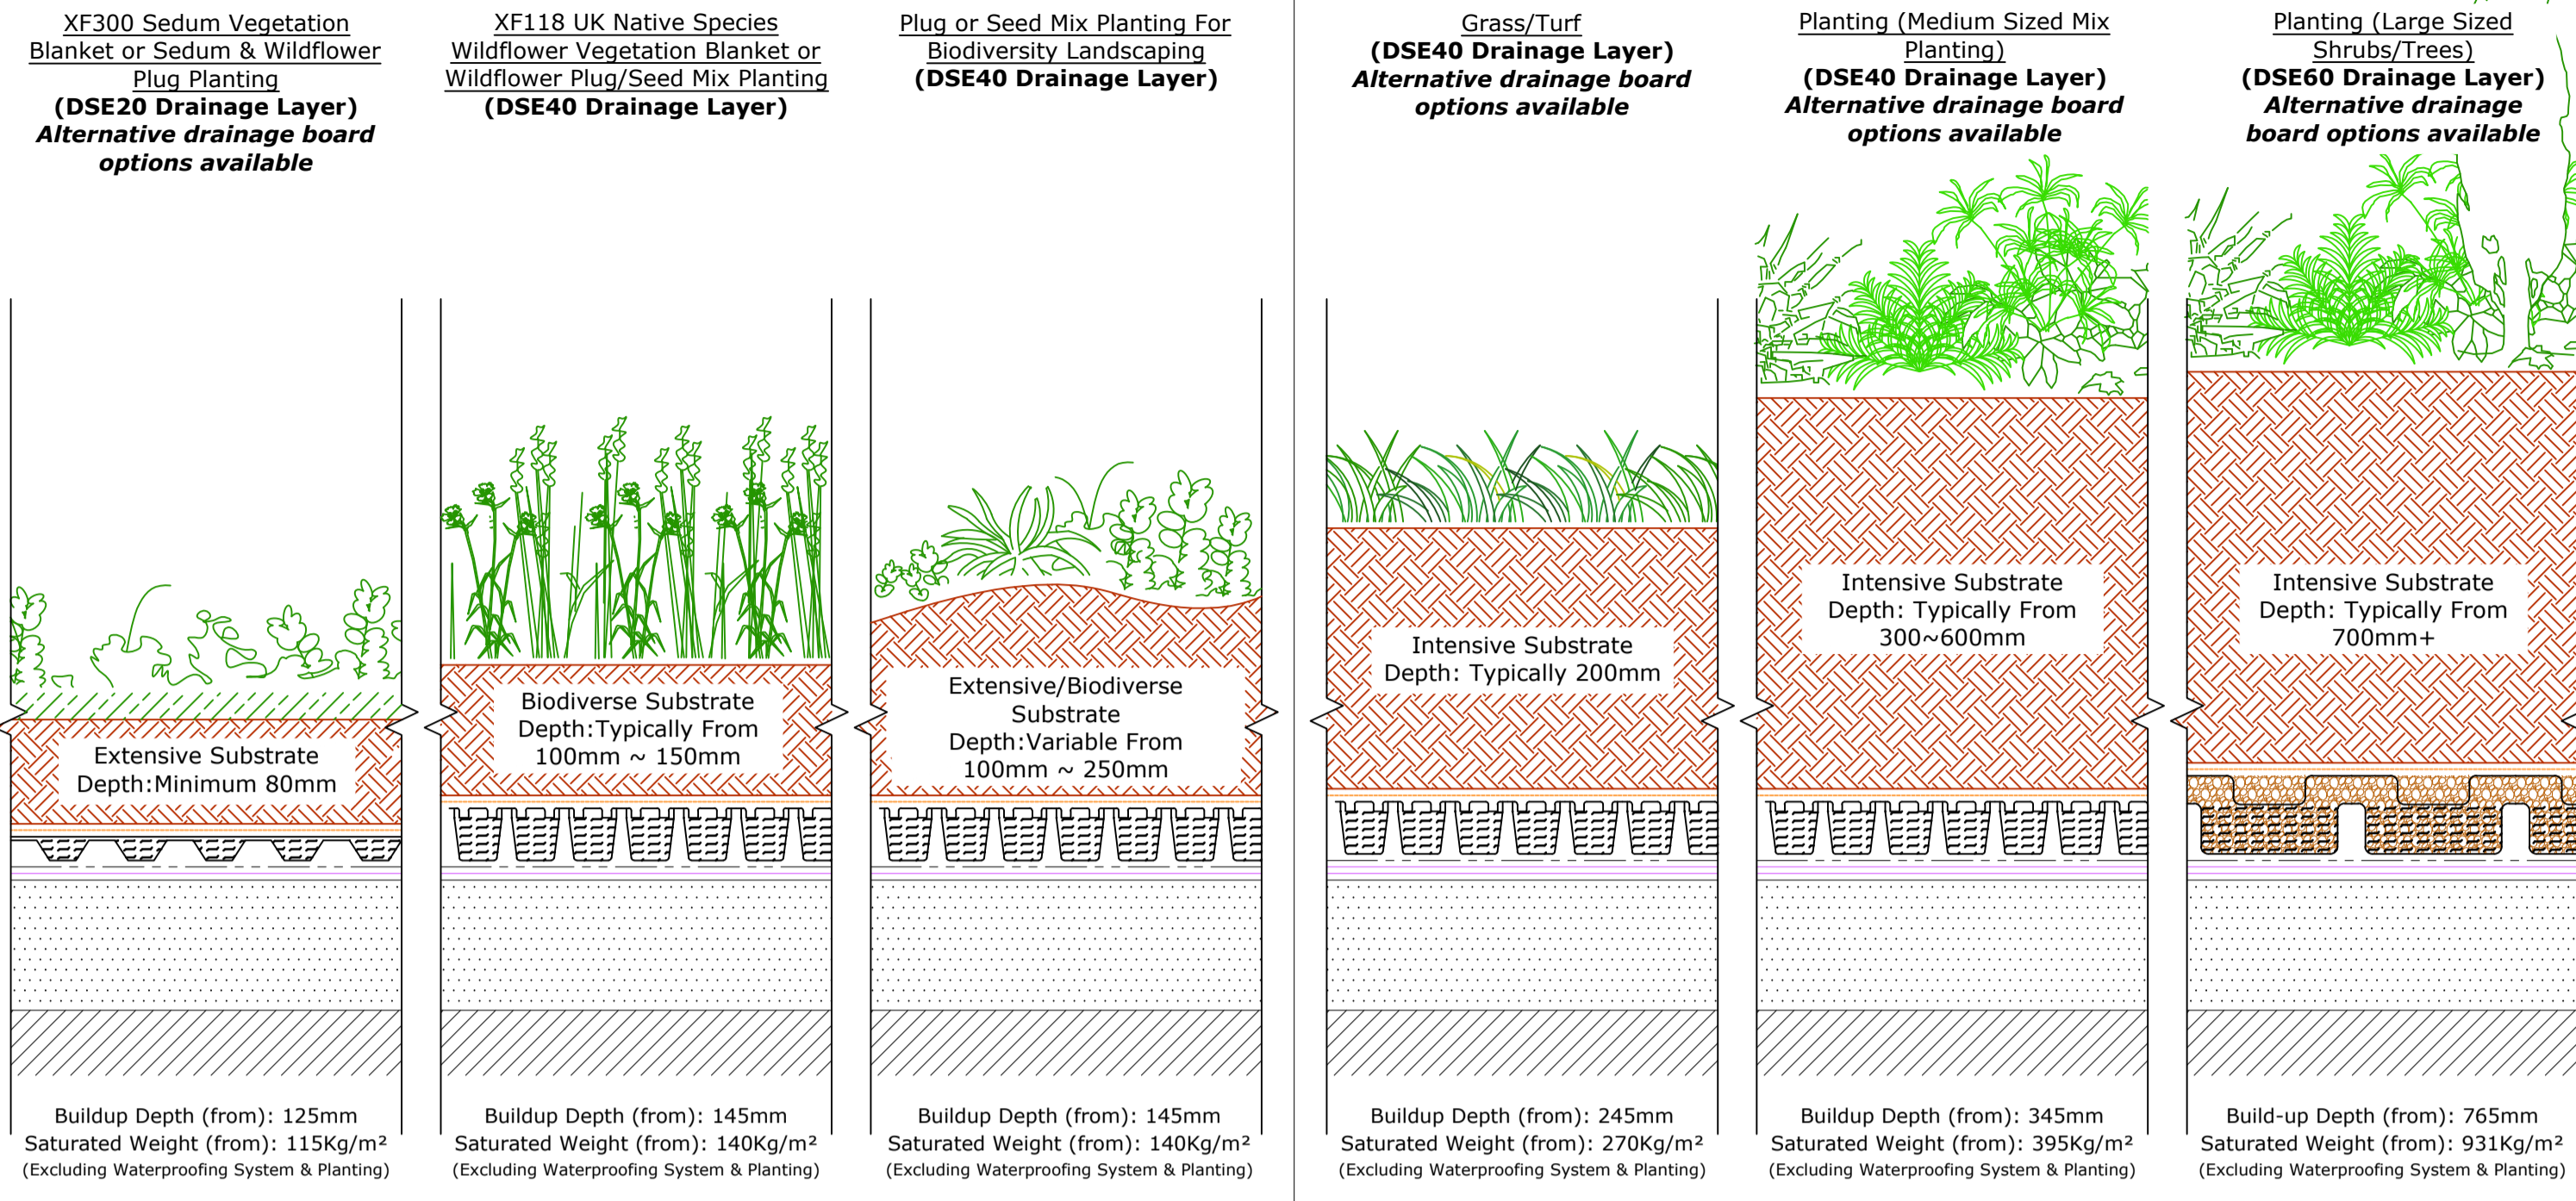 XF300 Sedum Vegetation
Blanket or Sedum & Wildflower
Plug Planting
(DSE20 Drainage Layer)
Alternative drainage board
options available
XF118 UK Native Species
Wildflower Vegetation Blanket or
Wildflower Plug/Seed Mix Planting
(DSE40 Drainage Layer)
Plug or Seed Mix Planting For
Biodiversity Landscaping
(DSE40 Drainage Layer)
Grass/Turf
(DSE40 Drainage Layer)
Alternative drainage board
options available
Planting (Medium Sized Mix
Planting)
(DSE40 Drainage Layer)
Alternative drainage board
options available
Planting (Large Sized
Shrubs/Trees)
(DSE60 Drainage Layer)
Alternative drainage
board options available
Extensive Substrate
Depth:Minimum 80mm
Biodiverse Substrate
Depth:Typically From
100mm ~ 150mm
Extensive/Biodiverse
Substrate
Depth:Variable From
100mm ~ 250mm
Intensive Substrate
Depth: Typically 200mm
Intensive Substrate
Depth: Typically From
300~600mm
Intensive Substrate
Depth: Typically From
700mm+
Buildup Depth (from): 125mm
Saturated Weight (from): 115Kg/m²
(Excluding Waterproofing System & Planting)
Buildup Depth (from): 145mm
Saturated Weight (from): 140Kg/m²
(Excluding Waterproofing System & Planting)
Buildup Depth (from): 145mm
Saturated Weight (from): 140Kg/m²
(Excluding Waterproofing System & Planting)
Buildup Depth (from): 245mm
Saturated Weight (from): 270Kg/m²
(Excluding Waterproofing System & Planting)
Buildup Depth (from): 345mm
Saturated Weight (from): 395Kg/m²
(Excluding Waterproofing System & Planting)
Build-up Depth (from): 765mm
Saturated Weight (from): 931Kg/m²
(Excluding Waterproofing System & Planting)